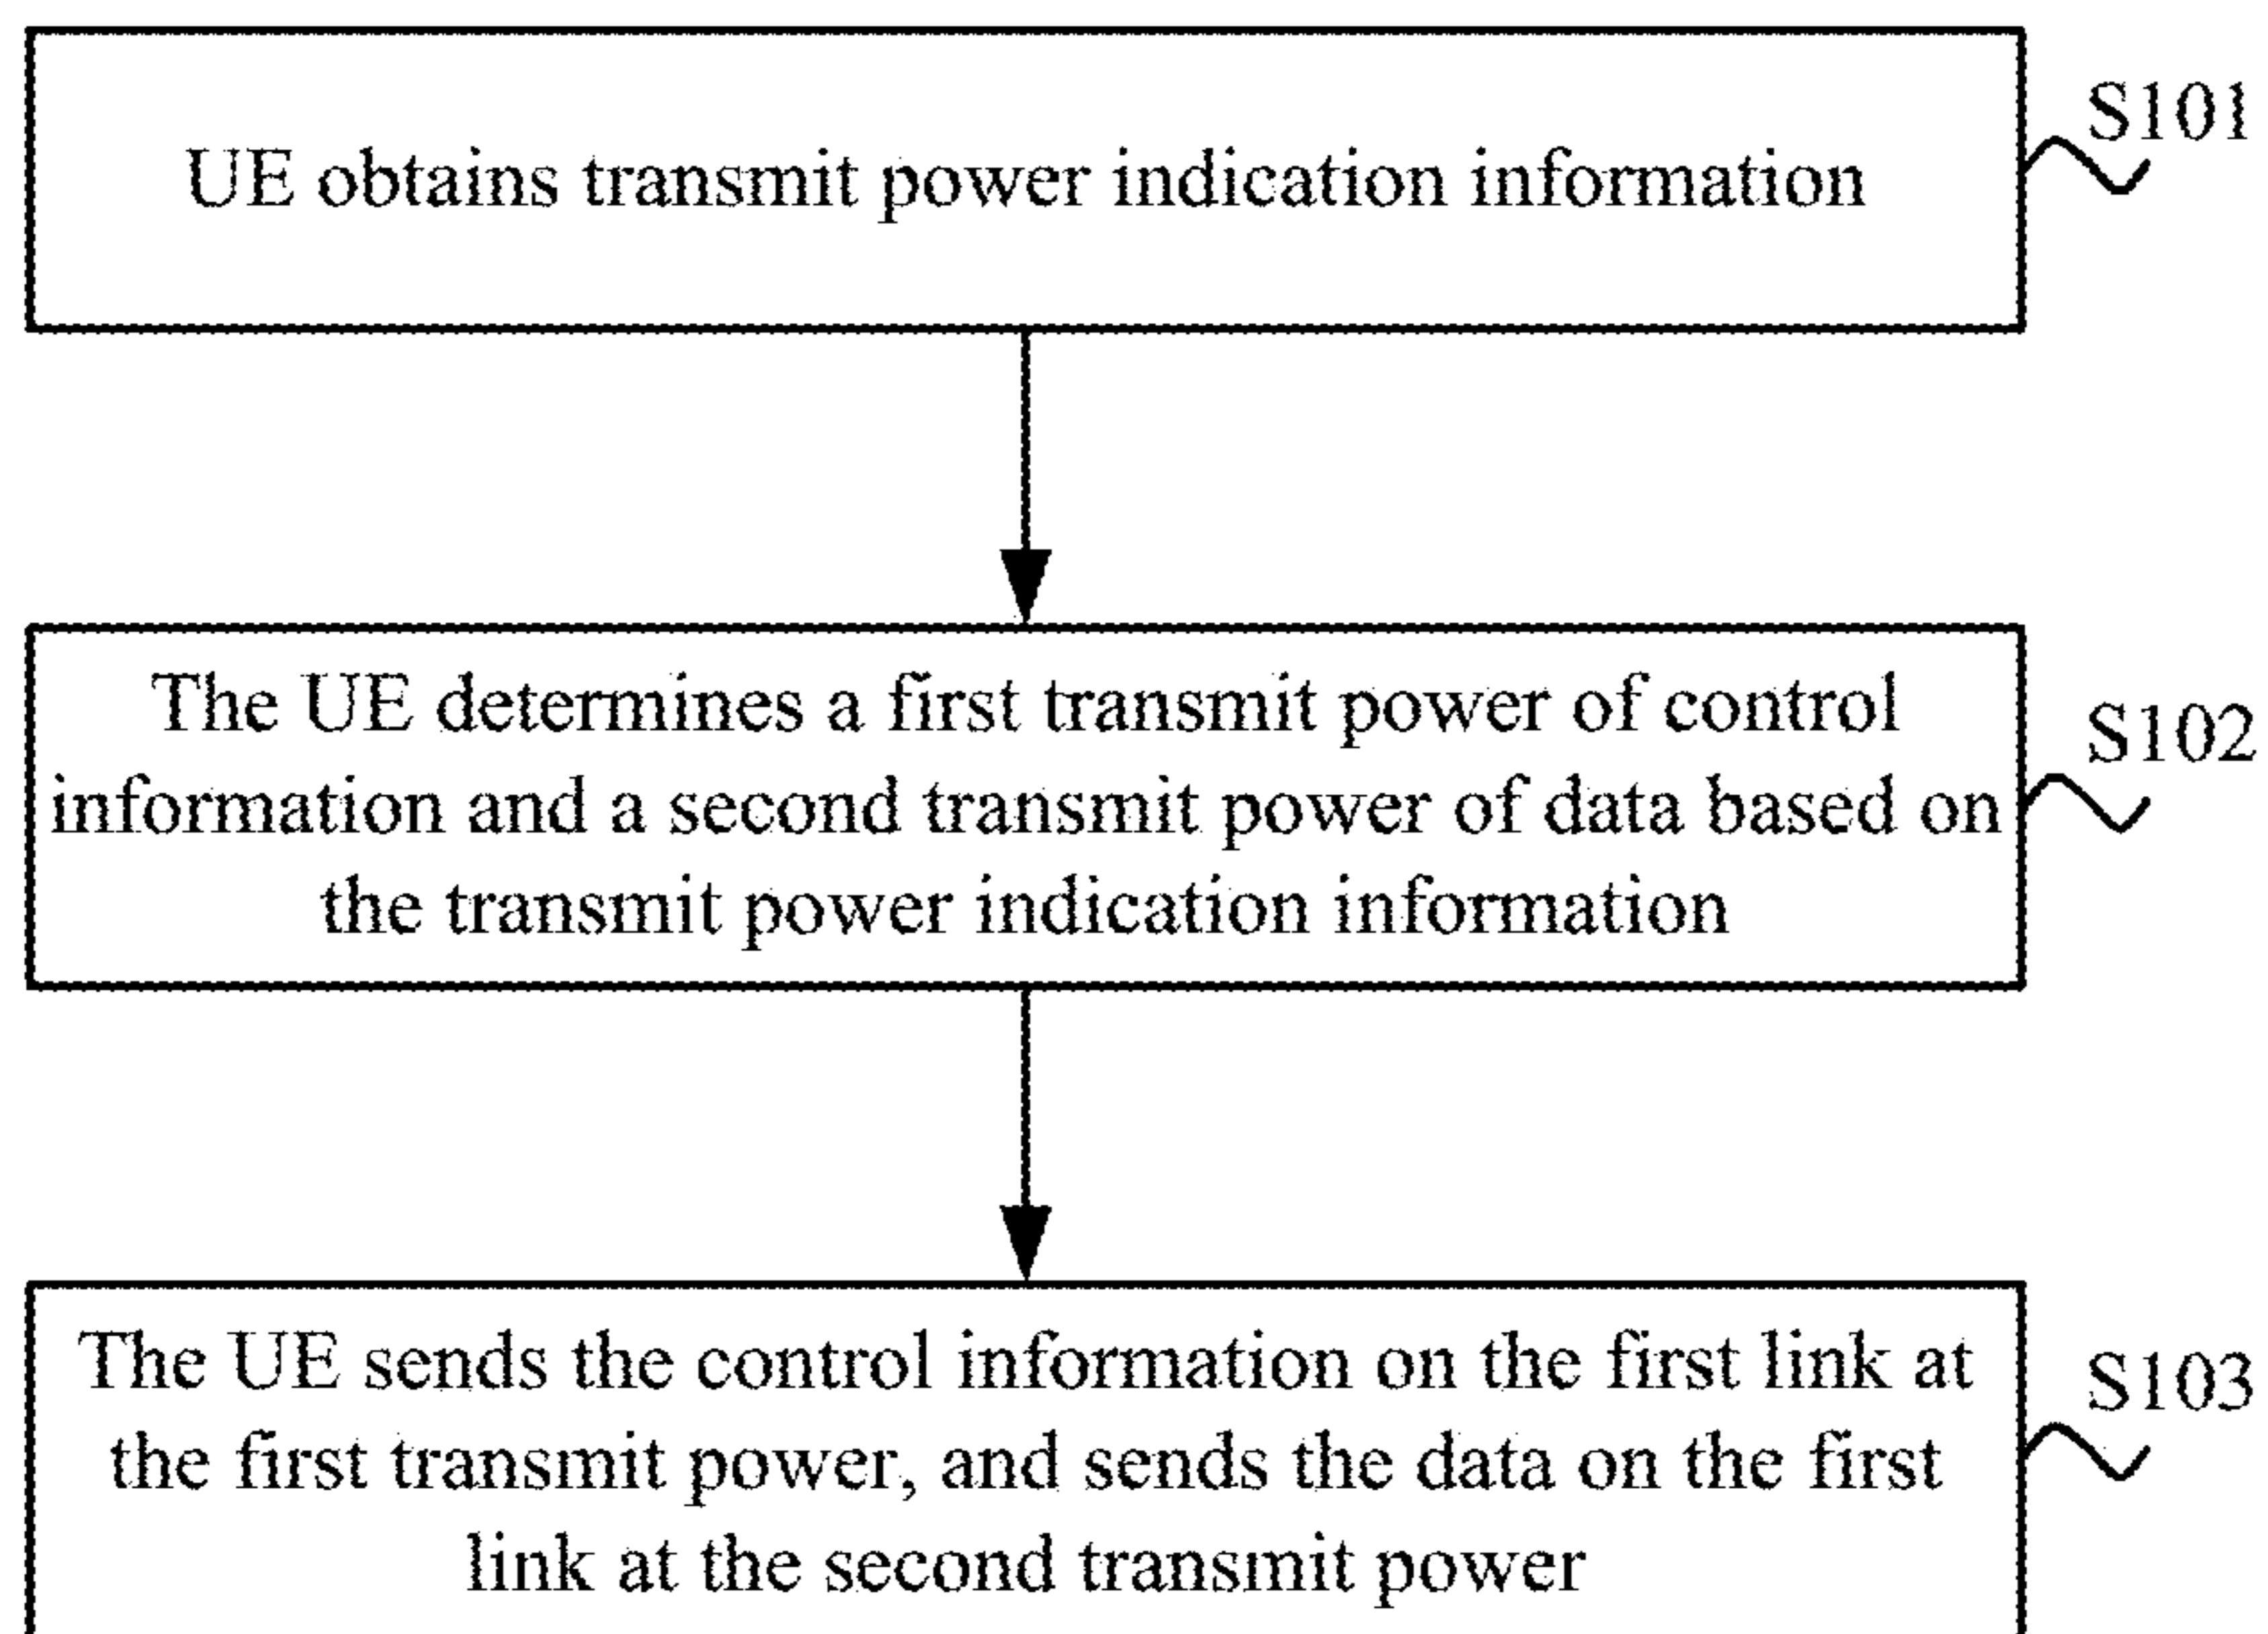 S101
UE obtains transmit power indication information
The UE determines a first transmit power of control
S102
information and a second transmit power of data based on
the transmit power indication information
The UE sends the control information on the first link at
S103
the first transmit power, and sends the data on the first
link at the second transmit power